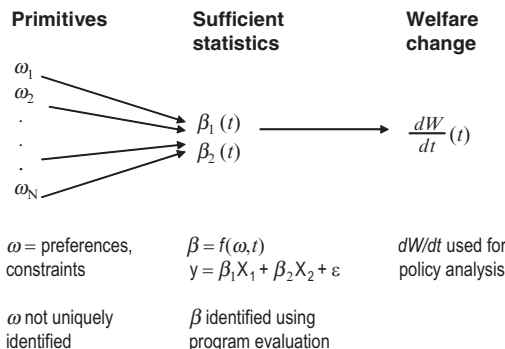 Primitives
Sufficient
statistics
Welfare
change
ω1
ω2
.
.
.
ωN
β1 (t)
β2 (t)
dW
dt
(t)
ω = preferences,
constraints
β = f(ω,t)
y = β1X1 + β2X2 + ε
dW/dt used for
policy analysis
ω not uniquely
identified
β identified using
program evaluation